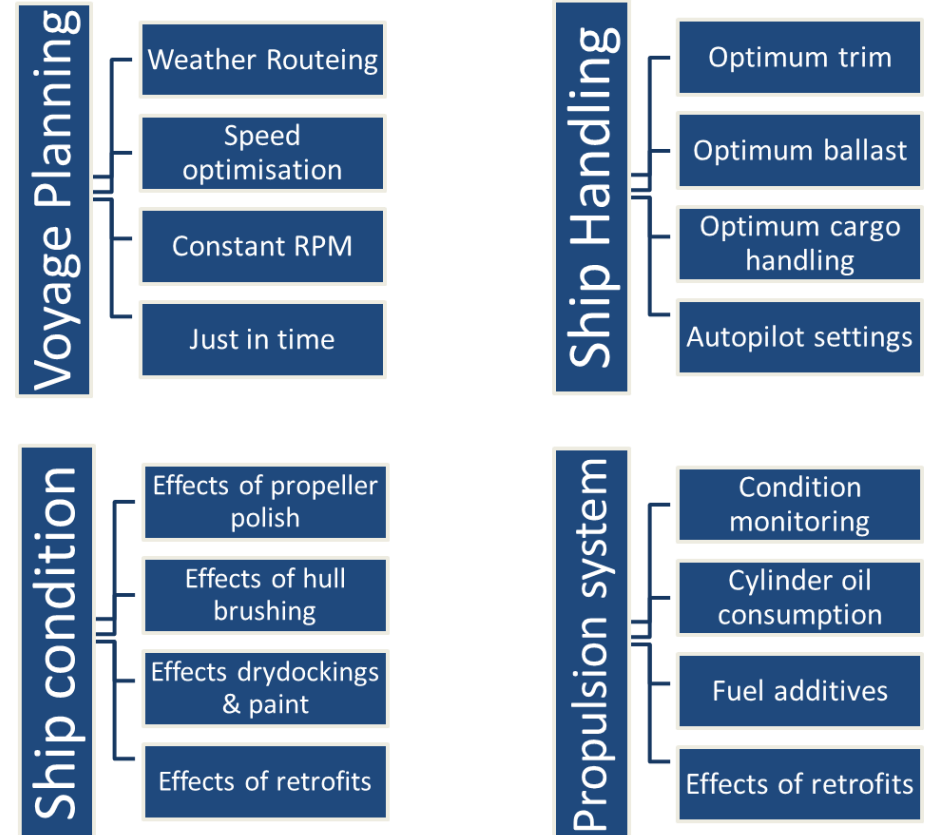 Voyage Planning
Weather Routeing
Speed
optimisation
Constant RPM
Just in time
Ship Handling
Optimum trim
Optimum ballast
Optimum cargo
handling
Autopilot settings
Ship condition
Effects of propeller
polish
Effects of hull
brushing
Effects drydockings
& paint
Effects of retrofits
Propulsion system
Condition
monitoring
Cylinder oil
consumption
Fuel additives
Effects of retrofits